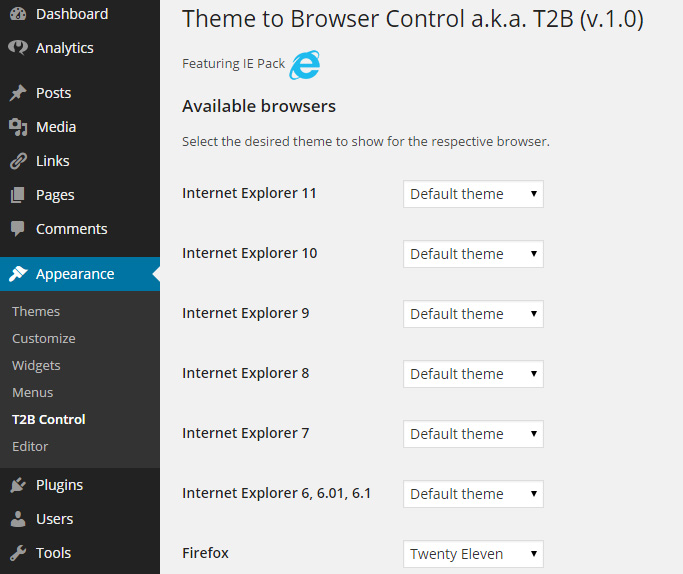 Dashboard
Analytics
Posts
Media
Links
Pages
Comments
Appearance
Themes
Customize
Widgets
Menus
T2B Control
Editor
Plugins
Users
Tools
Theme to Browser Control a.k.a. T2B (v.1.0)
Featuring IE Pack
Available browsers
Select the desired theme to show for the respective browser.
Internet Explorer 11 Default theme
Internet Explorer 10 Default theme
Internet Explorer 9 Default theme
Internet Explorer 8 Default theme
Internet Explorer 7 Default theme
Internet Explorer 6, 6.01, 6.1 Default theme
Firefox Twenty Eleven